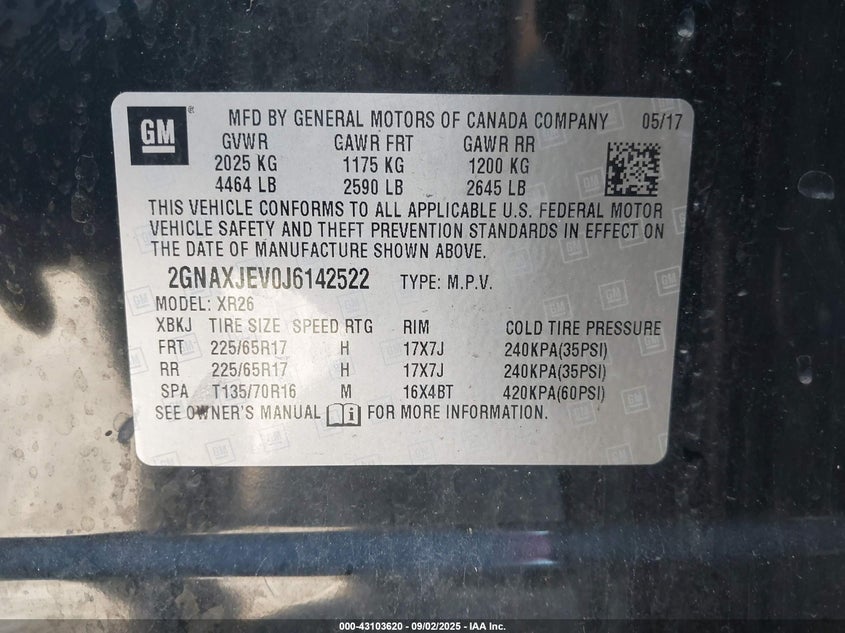 GM ® MFD BY GENERAL MOTORS OF CANADA COMPANY 05/17
GVWR GAWR FRT GAWR RR
2025 KG 1175 KG 1200 KG
4464 LB 2590 LB 2645 LB
THIS VEHICLE CONFORMS TO ALL APPLICABLE U.S. FEDERAL MOTOR
VEHICLE SAFETY AND THEFT PREVENTION STANDARDS IN EFFECT ON
THE DATE OF MANUFACTURE SHOWN ABOVE.
2GNAXJEV0J6142522 TYPE: M.P.V.
MODEL: XR26
XBKJ TIRE SIZE SPEED RTG RIM COLD TIRE PRESSURE
FRT 225/65R17 H 17X7J 240KPA(35PSI)
RR 225/65R17 H 17X7J 240KPA(35PSI)
SPA T135/70R16 M 16X4BT 420KPA(60PSI)
SEE OWNER'S MANUAL i FOR MORE INFORMATION.
000-43103620 - 09/02/2025 - IAA Inc.